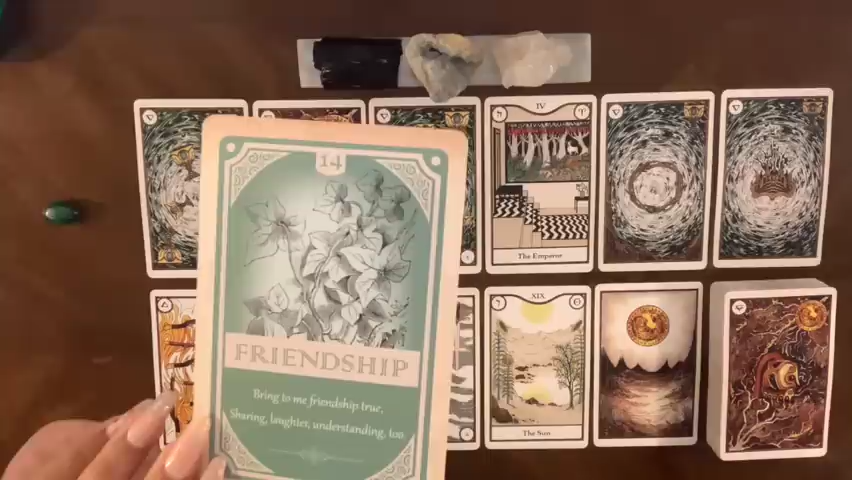 IV
The Emperor
14
FRIENDSHIP
Bring to me friendship true,
Sharing, laughter, understanding, too
XIX
The Sun